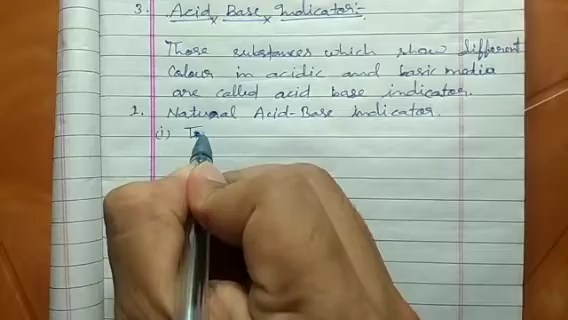 3. Acid, Base, Indicator:-
Those substances which show different
colour in acidic and basic media
are called acid base indicator.
1. Natural Acid-Base Indicator.
(i) T